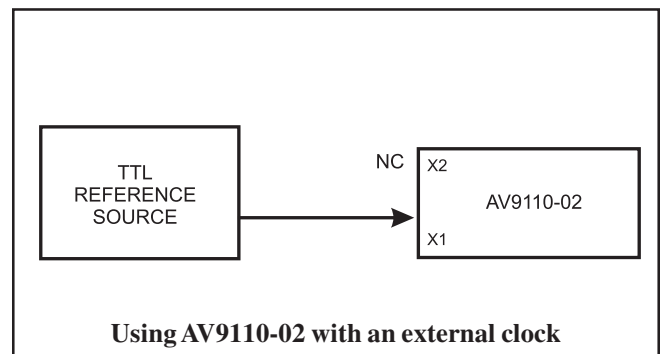 TTL
REFERENCE
SOURCE
NC
X2
AV9110-02
X1
Using AV9110-02 with an external clock